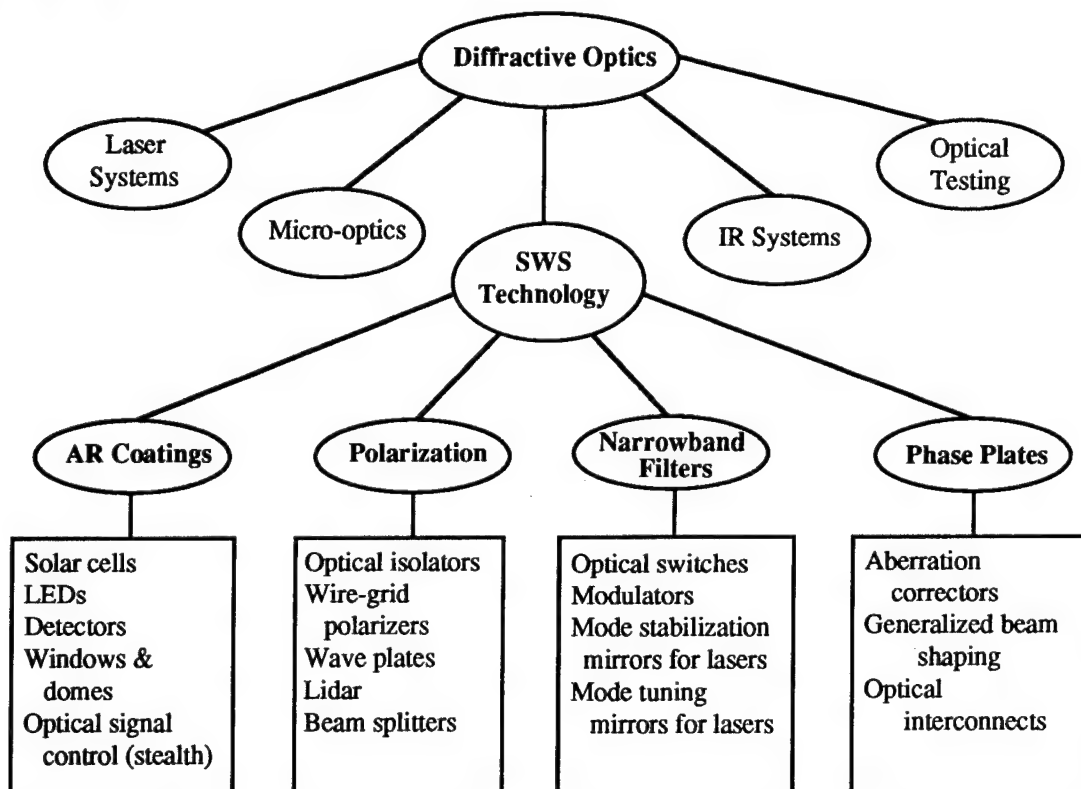 Diffractive Optics
Laser
Systems
Optical
Testing
Micro-optics
IR Systems
SWS
Technology
AR Coatings
Polarization
Narrowband
Filters
Phase Plates
Solar cells
LEDs
Detectors
Windows &
domes
Optical signal
control (stealth)
Optical isolators
Wire-grid
polarizers
Wave plates
Lidar
Beam splitters
Optical switches
Modulators
Mode stabilization
mirrors for lasers
Mode tuning
mirrors for lasers
Aberration
correctors
Generalized beam
shaping
Optical
interconnects